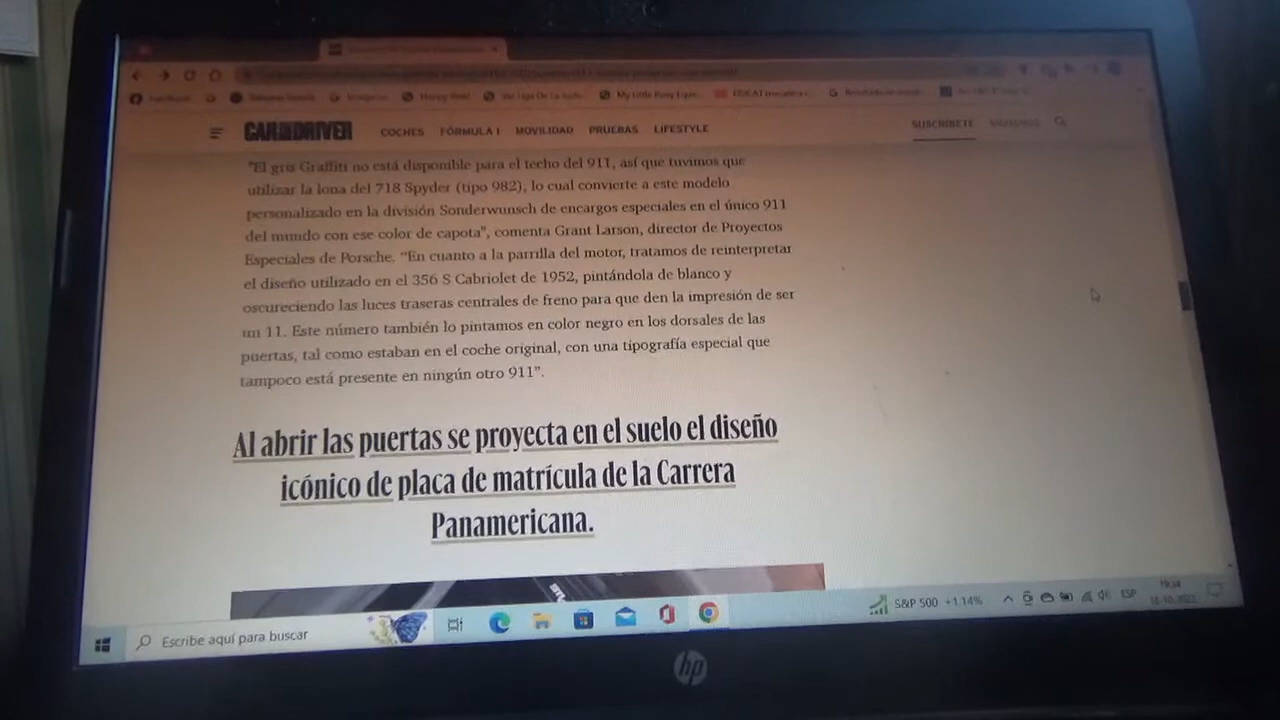 My Little Pony Eque...
CAR AND DRIVER COCHES FÓRMULA 1 MOVILIDAD PRUEBAS LIFESTYLE SUSCRÍBETE
"El gris Graffiti no está disponible para el techo del 911, así que tuvimos que
utilizar la lona del 718 Spyder (tipo 982), lo cual convierte a este modelo
personalizado en la división Sonderwunsch de encargos especiales en el único 911
del mundo con ese color de capota", comenta Grant Larson, director de Proyectos
Especiales de Porsche. "En cuanto a la parrilla del motor, tratamos de reinterpretar
el diseño utilizado en el 356 S Cabriolet de 1952, pintándola de blanco y
oscureciendo las luces traseras centrales de freno para que den la impresión de ser
un 11. Este número también lo pintamos en color negro en los dorsales de las
puertas, tal como estaban en el coche original, con una tipografía especial que
tampoco está presente en ningún otro 911".
Al abrir las puertas se proyecta en el suelo el diseño
icónico de placa de matrícula de la Carrera
Panamericana.
Escribe aquí para buscar
S&P 500 +1,14%
ESP
hp